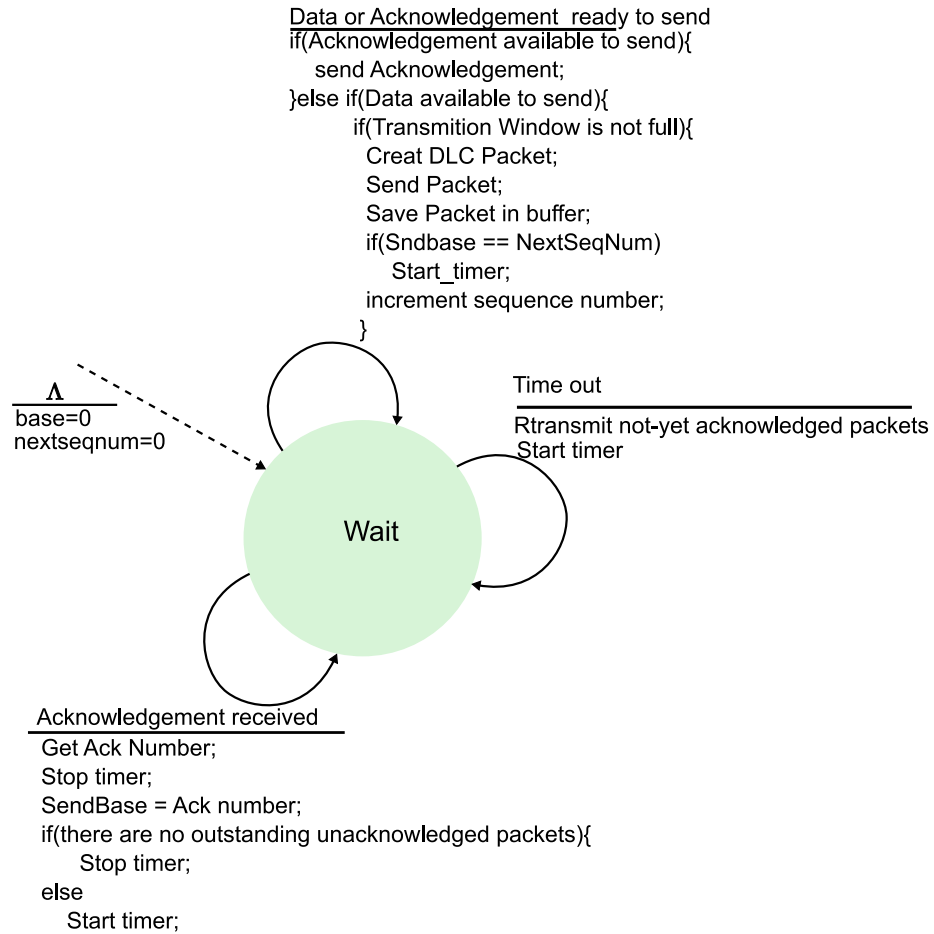 Data or Acknowledgement ready to send
if(Acknowledgement available to send){
send Acknowledgement;
}else if(Data available to send){
if(Transmition Window is not full){
Creat DLC Packet;
Send Packet;
Save Packet in buffer;
if(Sndbase == NextSeqNum)
Start_timer;
increment sequence number;
}
Λ
base=0
nextseqnum=0
Time out
Rtransmit not-yet acknowledged packets
Start timer
Wait
Acknowledgement received
Get Ack Number;
Stop timer;
SendBase = Ack number;
if(there are no outstanding unacknowledged packets){
Stop timer;
else
Start timer;